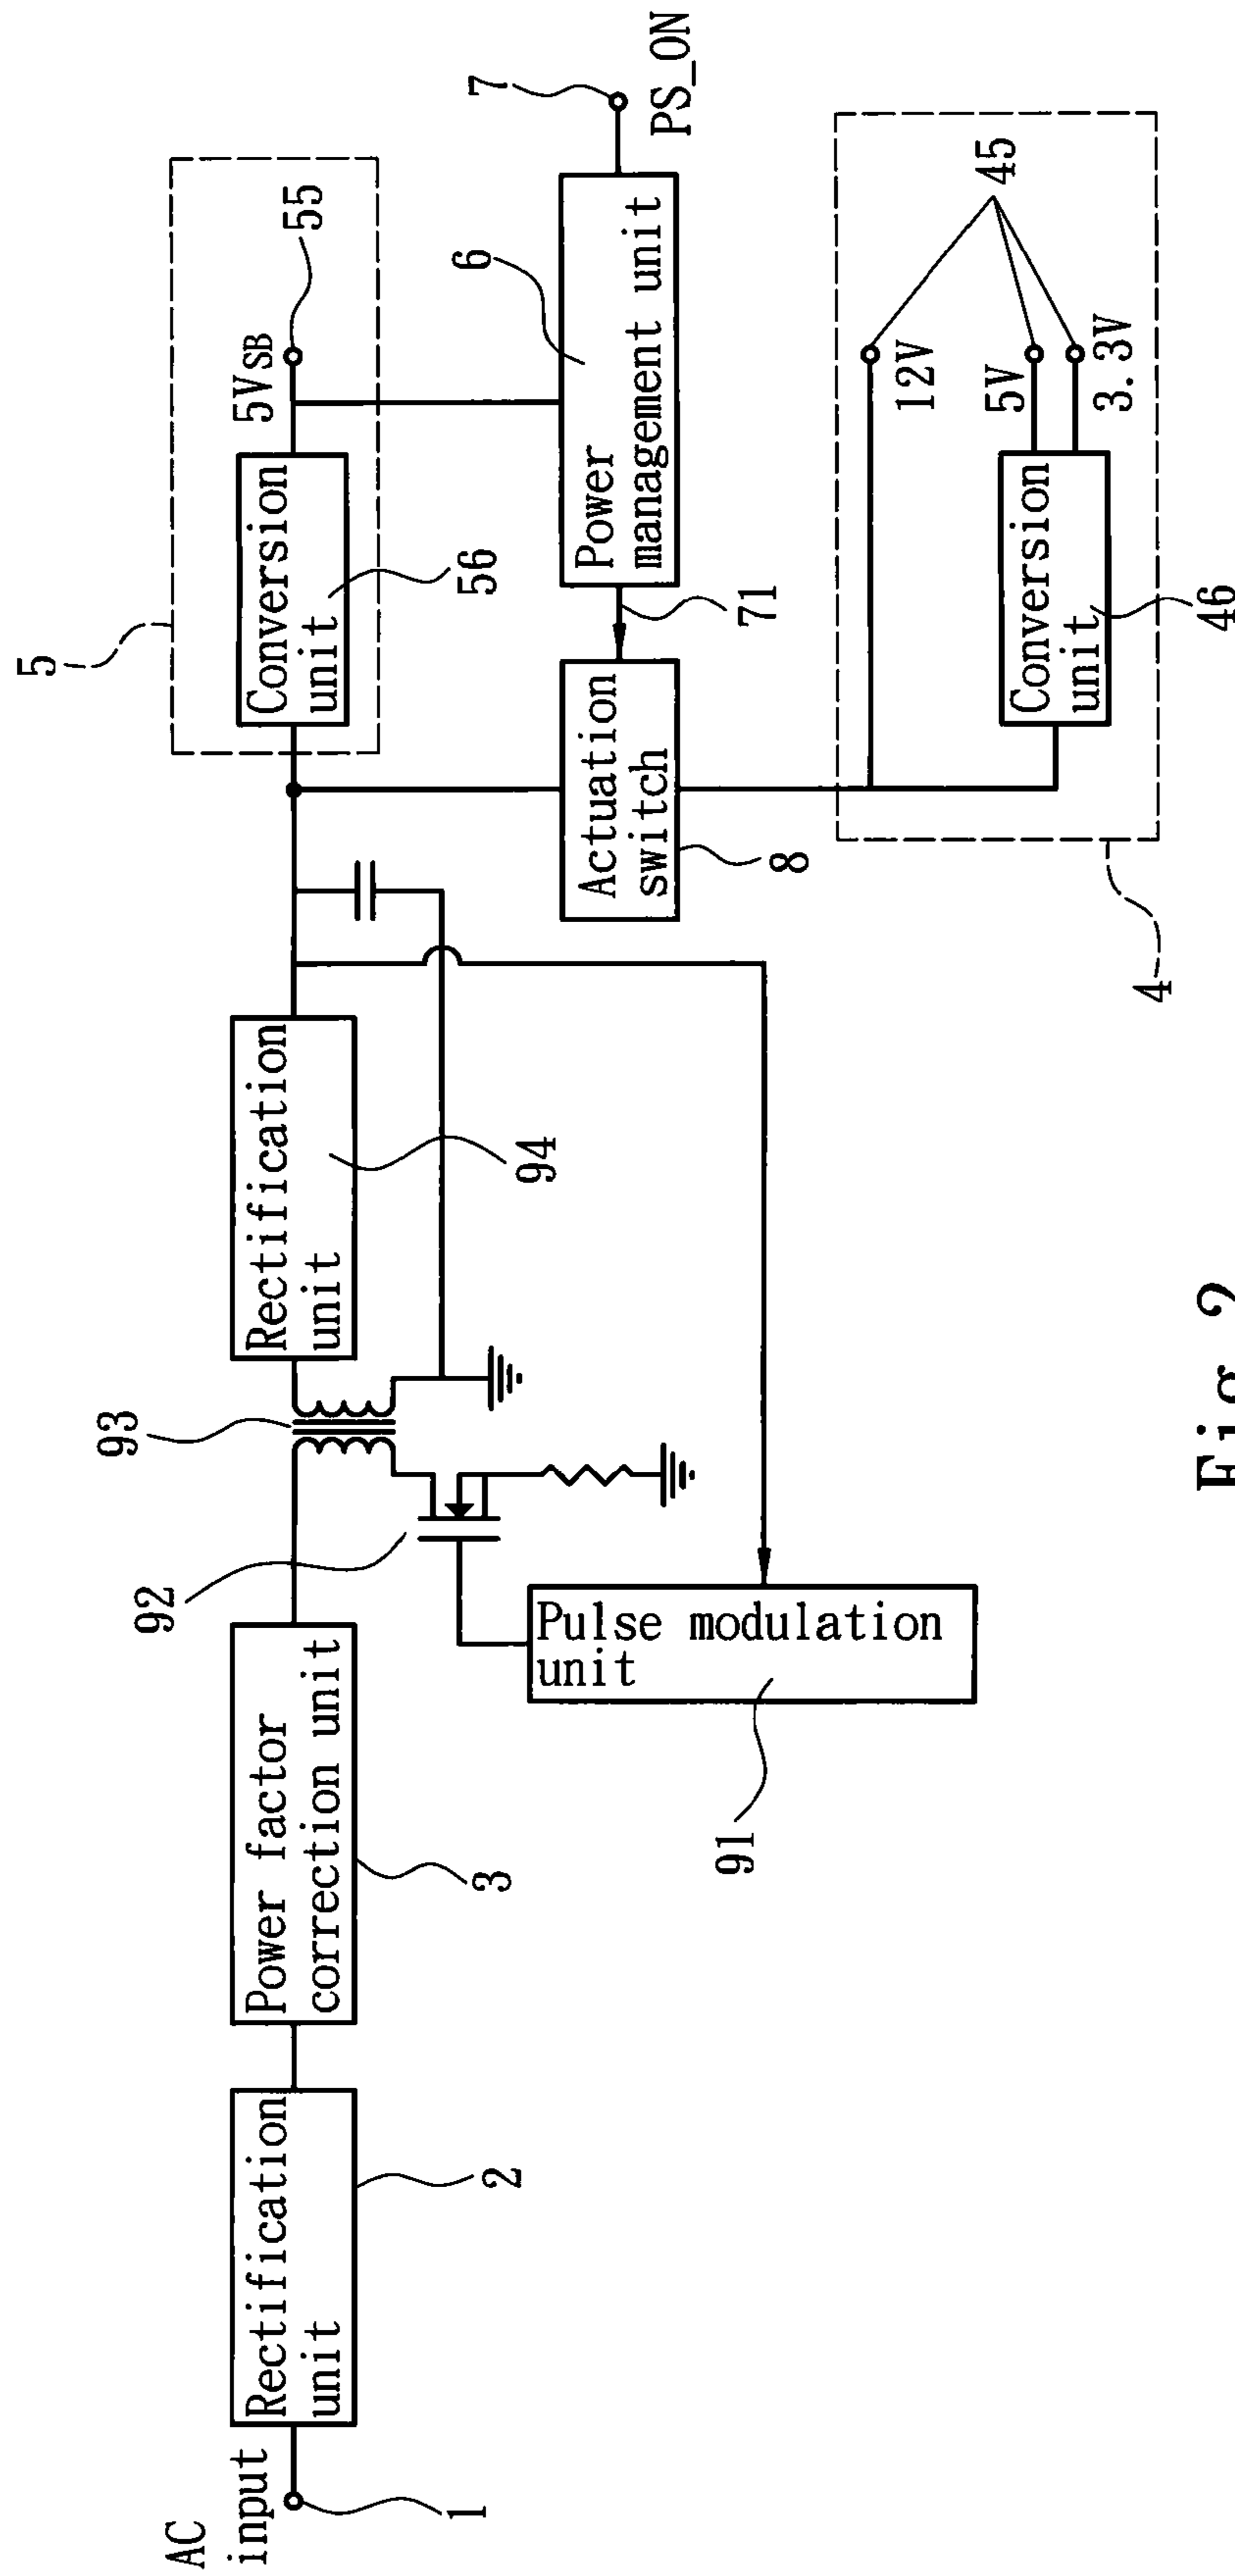 AC
input
1
Rectification
unit
2
Power factor
correction unit
3
92
93
Pulse modulation
unit
91
Rectification
unit
94
5
Conversion
unit
56
5VSB
55
Actuation
switch
8
71
Power
management unit
6
7
PS_ON
4
12V
5V
3.3V
45
Conversion
unit
46
Fig. 2